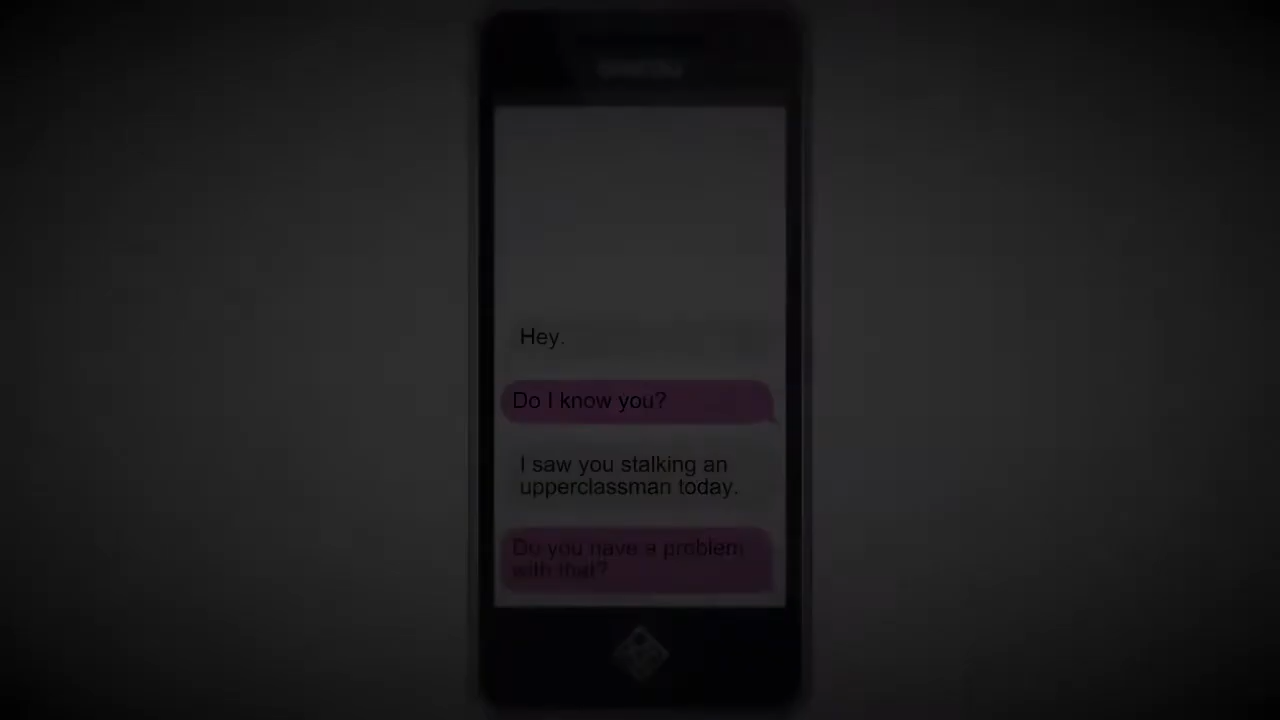 Hey.
Do I know you?
I saw you stalking an
upperclassman today.
Do you have a problem
with that?